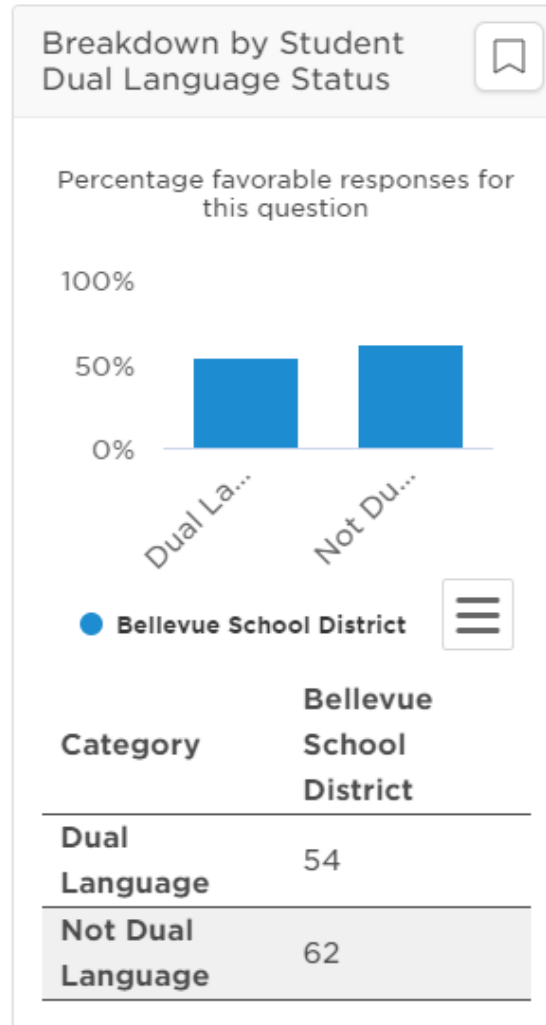 Breakdown by Student
Dual Language Status
Percentage favorable responses for
this question
100%
50%
0%
Dual La...
Not Du...
Bellevue School District
Category
Bellevue
School
District
Dual
Language
54
Not Dual
Language
62